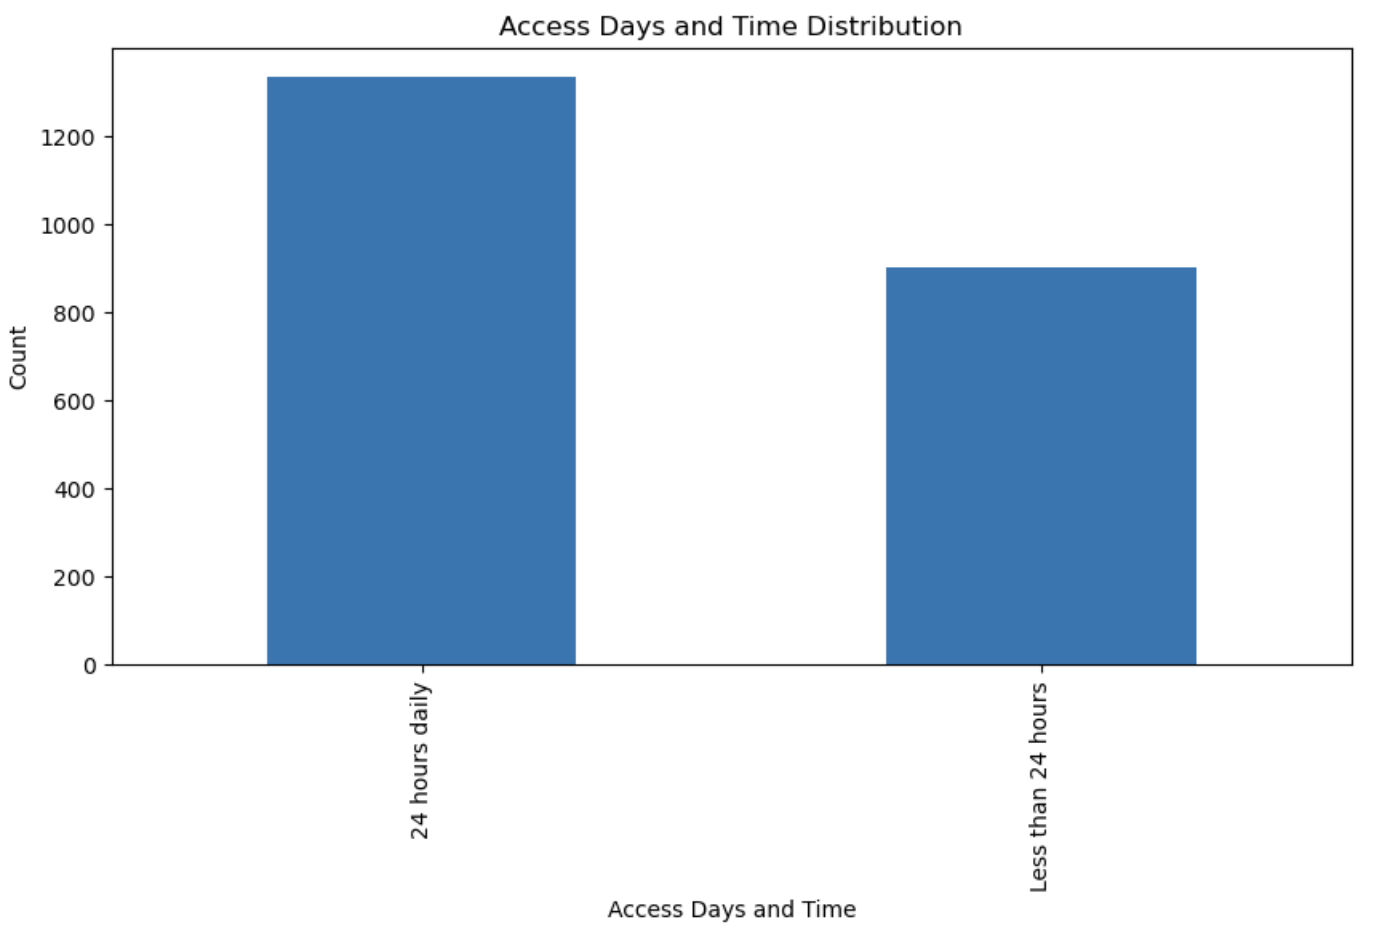 Access Days and Time Distribution
1200
1000
800
600
400
200
0
Count
24 hours daily
Less than 24 hours
Access Days and Time